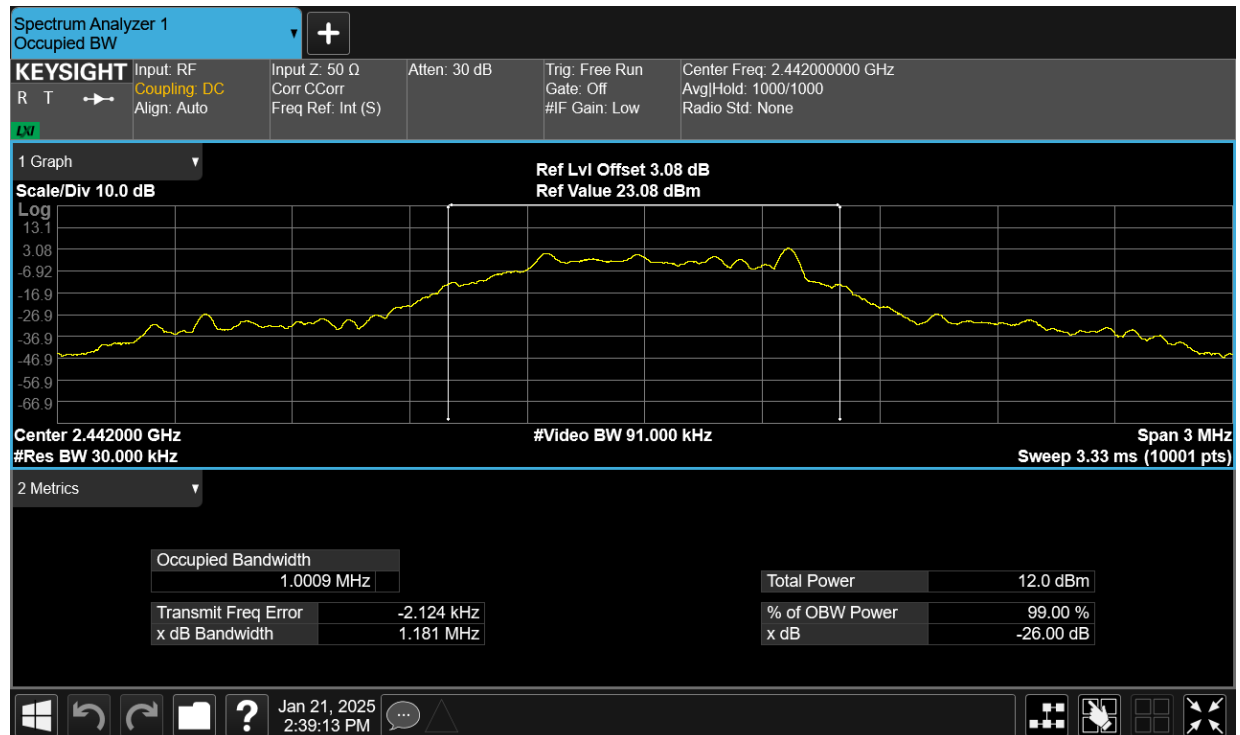 Spectrum Analyzer 1
Occupied BW
KEYSIGHT
R T
LXI
Input: RF
Coupling: DC
Align: Auto
Input Z: 50 Ω
Corr CCorr
Freq Ref: Int (S)
Atten: 30 dB
Trig: Free Run
Gate: Off
#IF Gain: Low
Center Freq: 2.442000000 GHz
Avg|Hold: 1000/1000
Radio Std: None
1 Graph
Scale/Div 10.0 dB
Ref Lvl Offset 3.08 dB
Ref Value 23.08 dBm
Log
13.1
3.08
-6.92
-16.9
-26.9
-36.9
-46.9
-56.9
-66.9
Center 2.442000 GHz
#Res BW 30.000 kHz
#Video BW 91.000 kHz
Span 3 MHz
Sweep 3.33 ms (10001 pts)
2 Metrics
Occupied Bandwidth
1.0009 MHz
Transmit Freq Error -2.124 kHz
x dB Bandwidth 1.181 MHz
Total Power 12.0 dBm
% of OBW Power 99.00 %
x dB -26.00 dB
?
Jan 21, 2025
2:39:13 PM